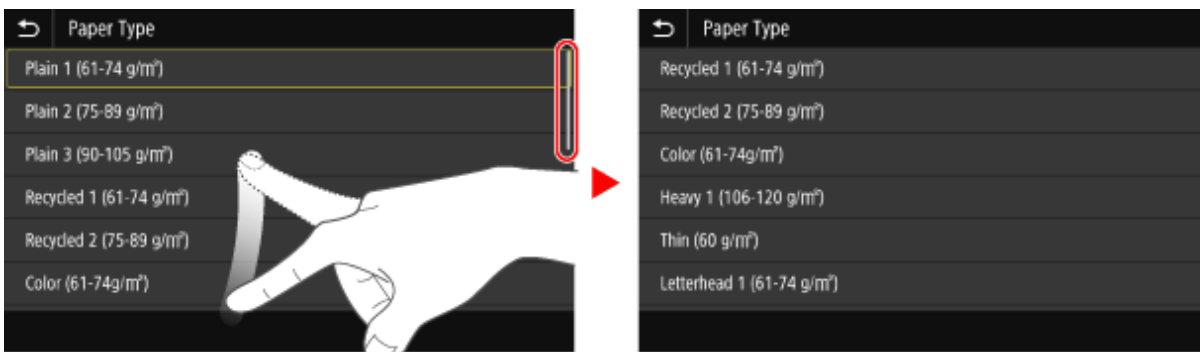 Paper Type
Plain 1 (61-74 g/m²)
Plain 2 (75-89 g/m²)
Plain 3 (90-105 g/m²)
Recycled 1 (61-74 g/m²)
Recycled 2 (75-89 g/m²)
Color (61-74g/m²)
Paper Type
Recycled 1 (61-74 g/m²)
Recycled 2 (75-89 g/m²)
Color (61-74g/m²)
Heavy 1 (106-120 g/m²)
Thin (60 g/m²)
Letterhead 1 (61-74 g/m²)